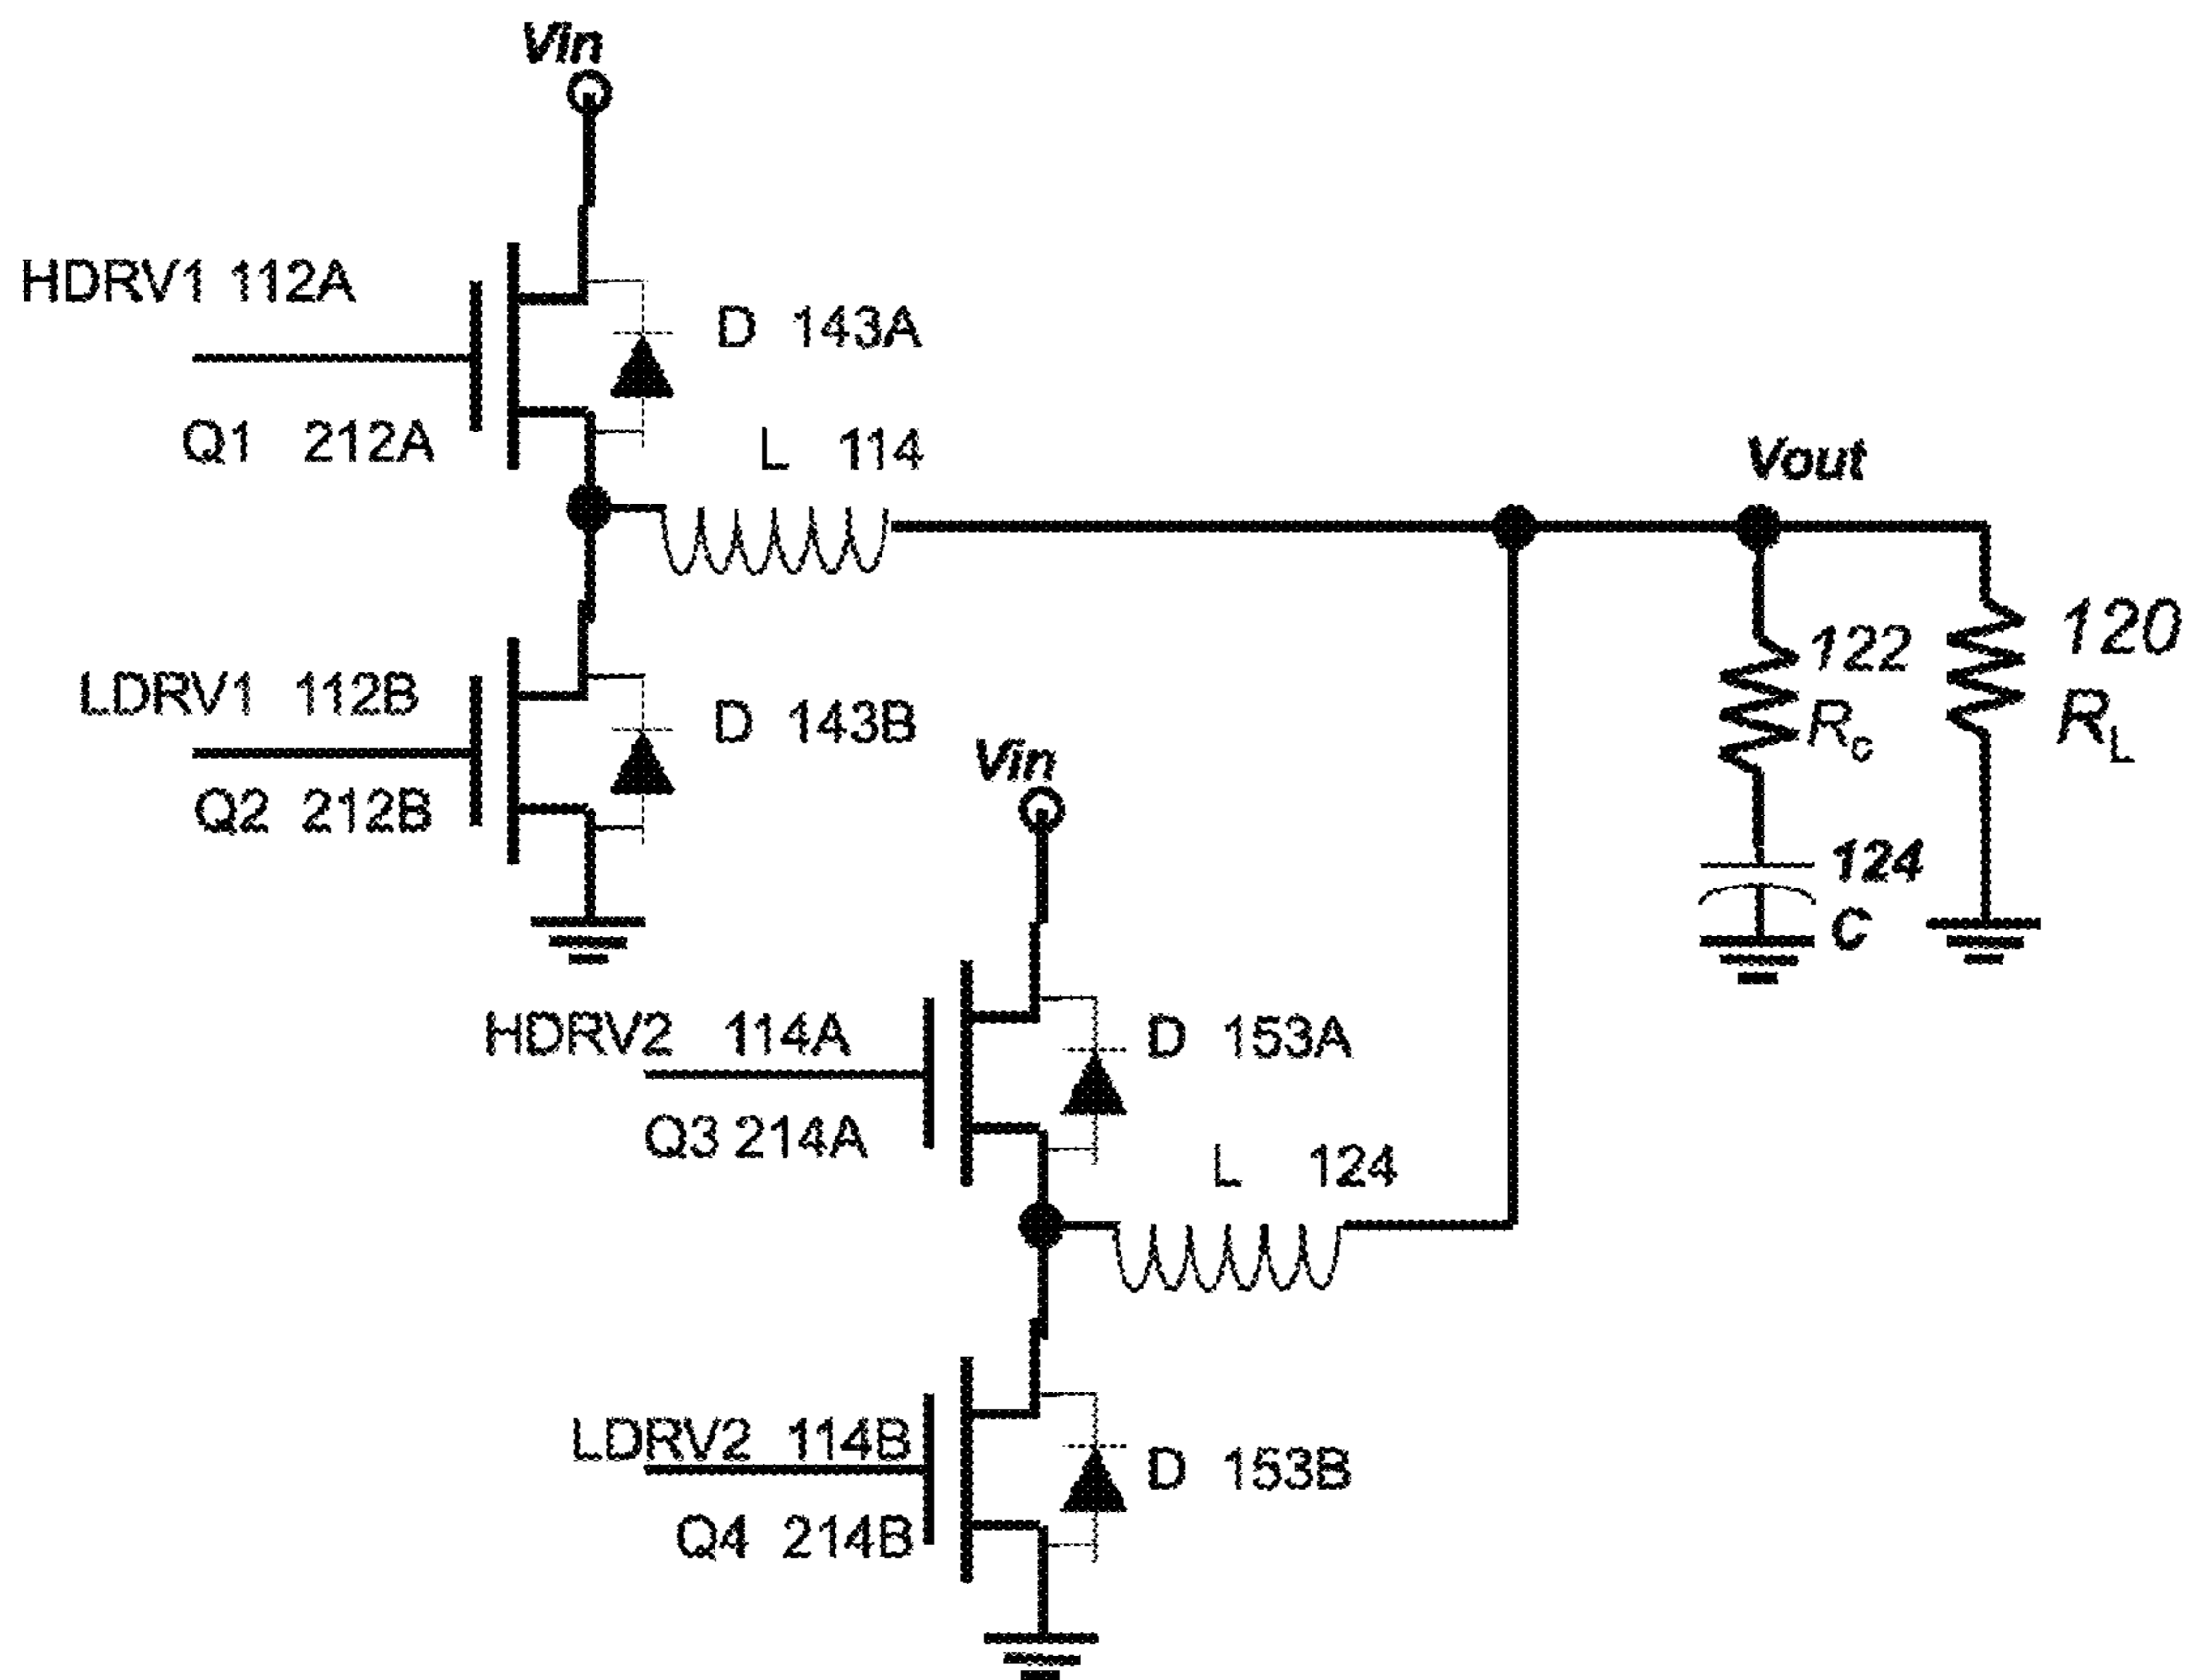 Vin
HDRV1 112A
D 143A
Q1 212A
L 114
Vout
LDRV1 112B
D 143B
Q2 212B
122
Rc
120
RL
Vin
124
C
HDRV2 114A
D 153A
Q3 214A
L 124
LDRV2 114B
D 153B
Q4 214B